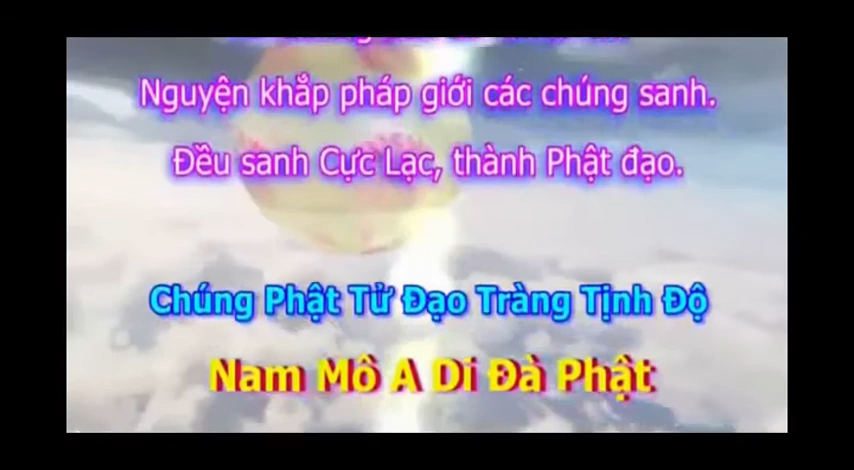 Nguyện khắp pháp giới các chúng sanh.
Đều sanh Cực Lạc, thành Phật đạo.
Chúng Phật Tử Đạo Tràng Tịnh Độ
Nam Mô A Di Đà Phật